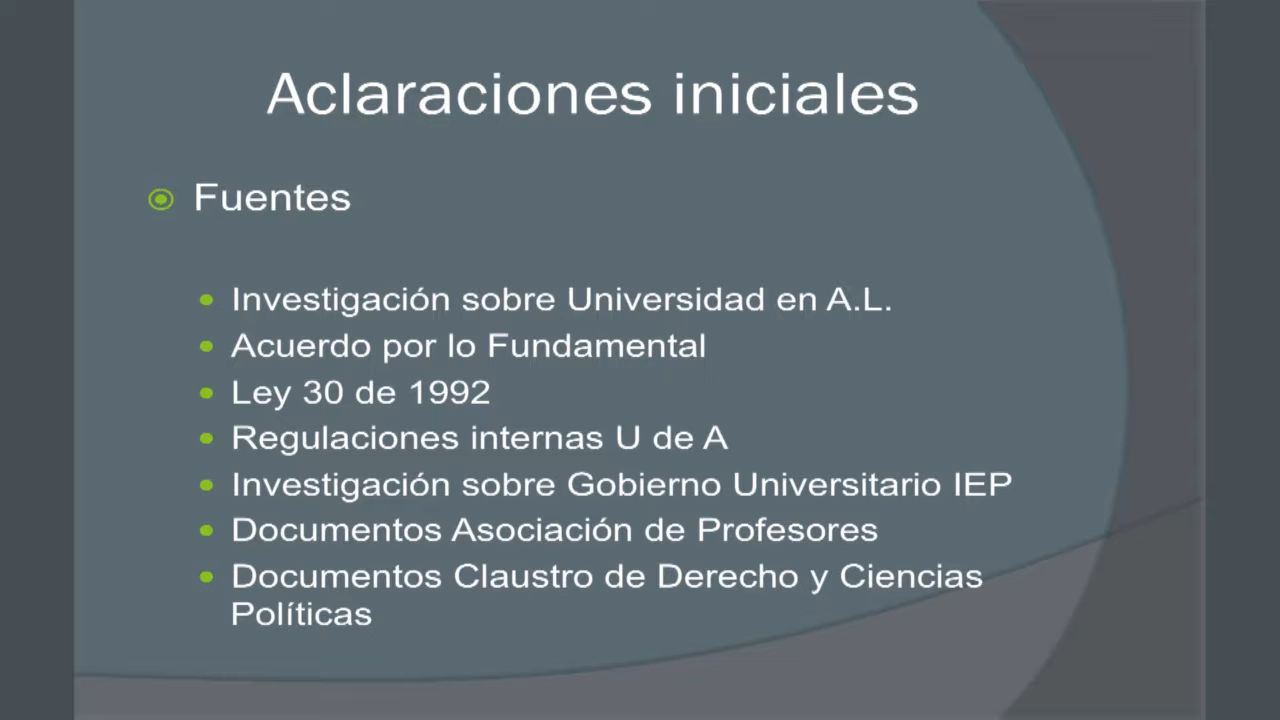 Aclaraciones iniciales
Fuentes
Investigación sobre Universidad en A.L.
Acuerdo por lo Fundamental
Ley 30 de 1992
Regulaciones internas U de A
Investigación sobre Gobierno Universitario IEP
Documentos Asociación de Profesores
Documentos Claustro de Derecho y Ciencias
Políticas